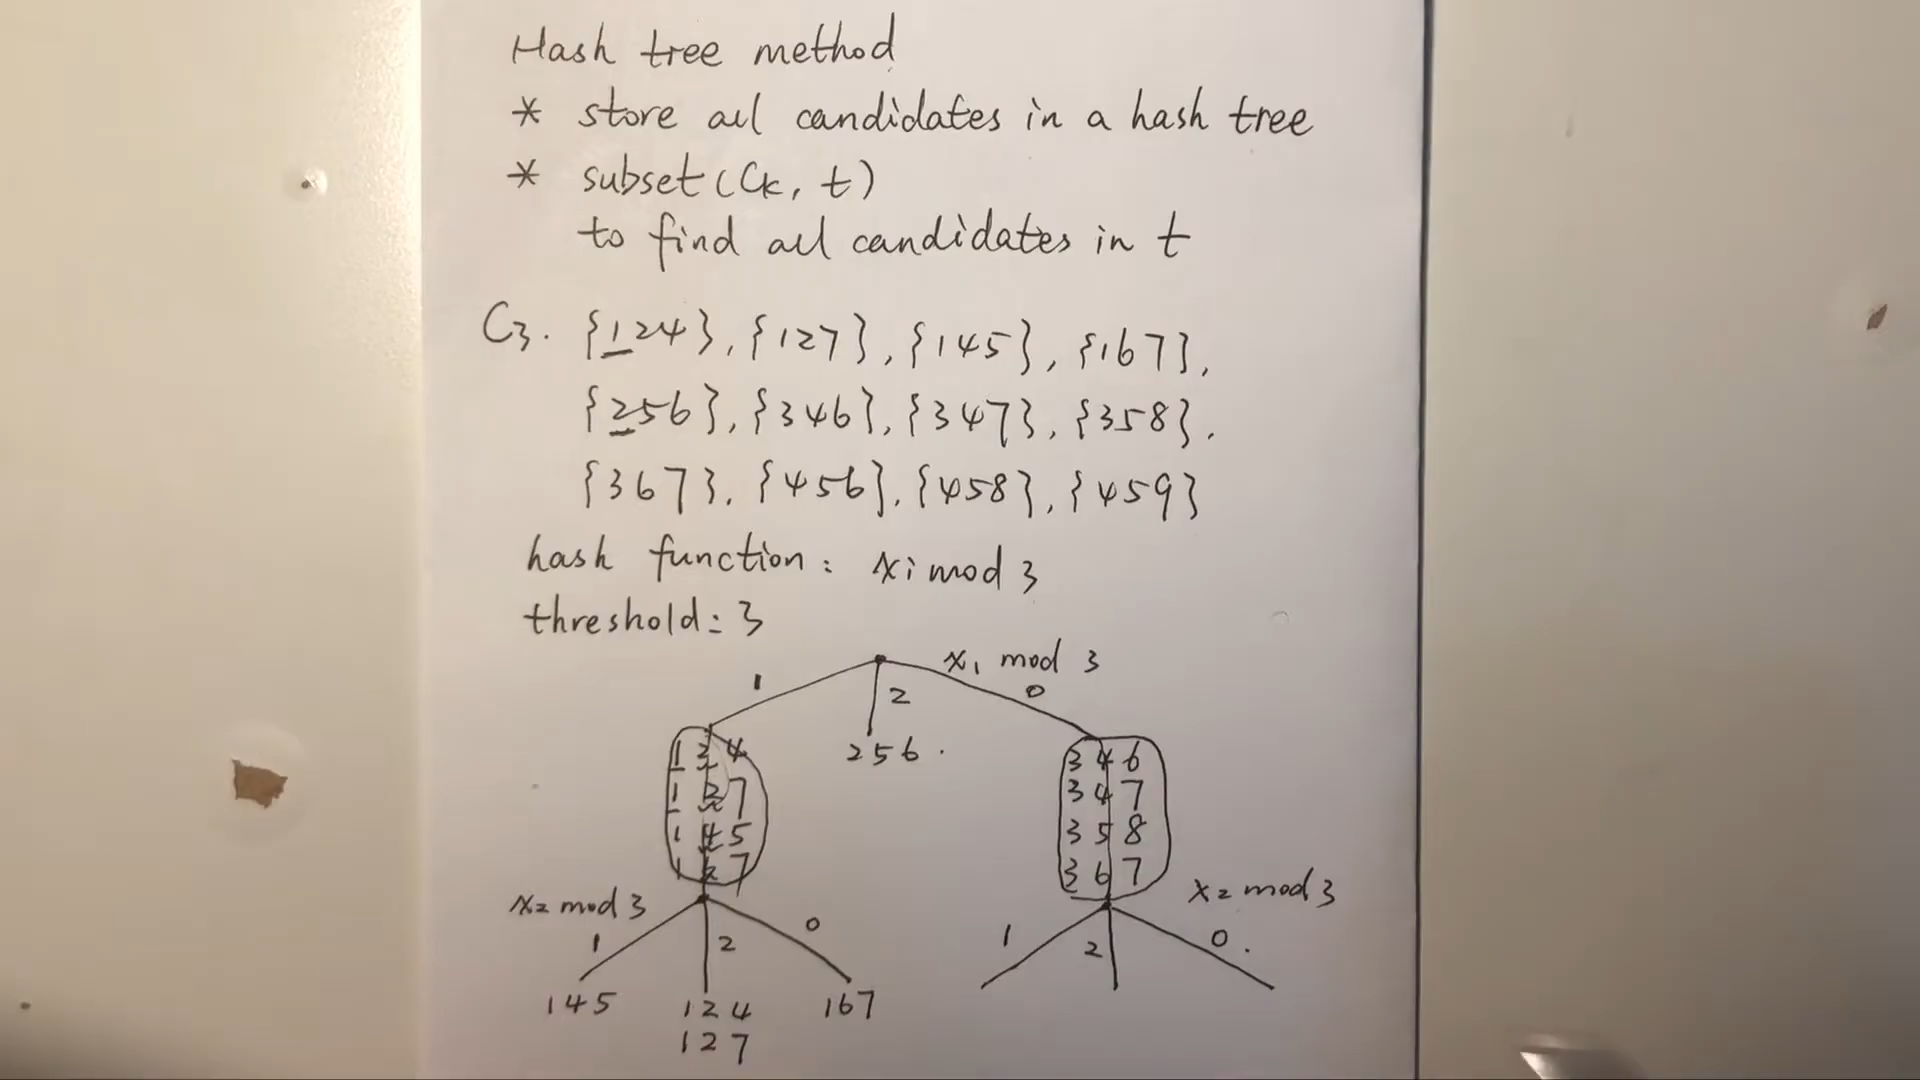 Hash tree method
* store all candidates in a hash tree
* subset (Ck, t)
to find all candidates in t
C3. {124}, {127}, {145}, {167},
{256}, {346}, {347}, {358}.
{367}, {456}, {458}, {459}
hash function: xi mod 3
threshold: 3
x1 mod 3
1 2 0
124 256 . 346
127 347
145 358
1 7 367
x2 mod 3 x2 mod 3
1 2 0 1 2 0 .
145 124 167
127